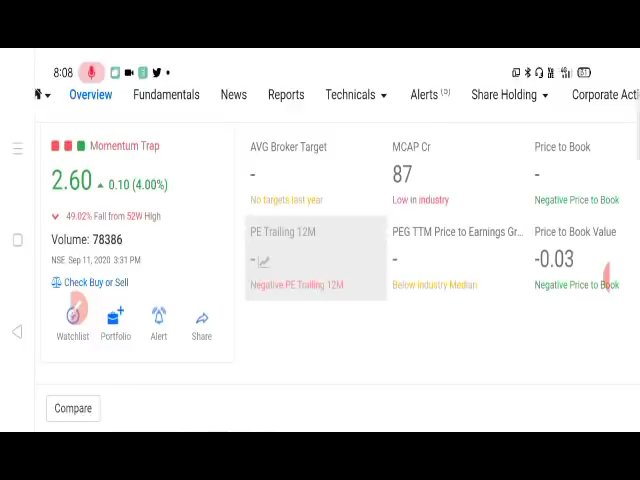 8:08
Overview Fundamentals News Reports Technicals Alerts Share Holding Corporate Acti
Momentum Trap
2.60 0.10 (4.00%)
49.02% Fall from 52W High
Volume: 78386
NSE Sep 11, 2020 3:31 PM
Check Buy or Sell
Watchlist Portfolio Alert Share
AVG Broker Target
-
No targets last year
MCAP Cr
87
Low in industry
Price to Book
-
Negative Price to Book
PE Trailing 12M
-
Negative PE Trailing 12M
PEG TTM Price to Earnings Gr...
-
Below industry Median
Price to Book Value
-0.03
Negative Price to Book
Compare